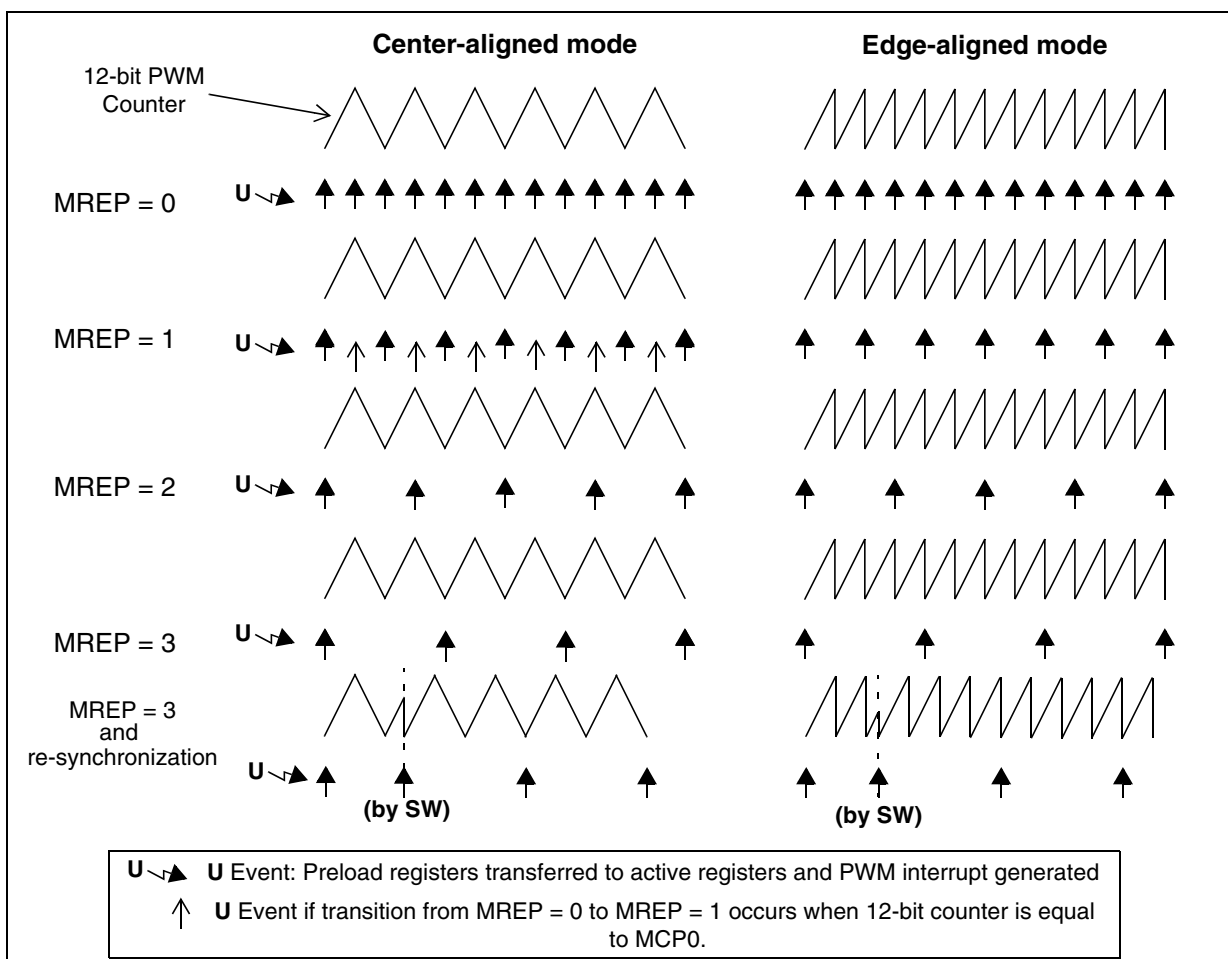 Center-aligned mode
Edge-aligned mode
12-bit PWM
Counter
MREP = 0
U
MREP = 1
U
MREP = 2
U
MREP = 3
U
MREP = 3
and
re-synchronization
U
(by SW)
(by SW)
U U Event: Preload registers transferred to active registers and PWM interrupt generated
U Event if transition from MREP = 0 to MREP = 1 occurs when 12-bit counter is equal
to MCP0.